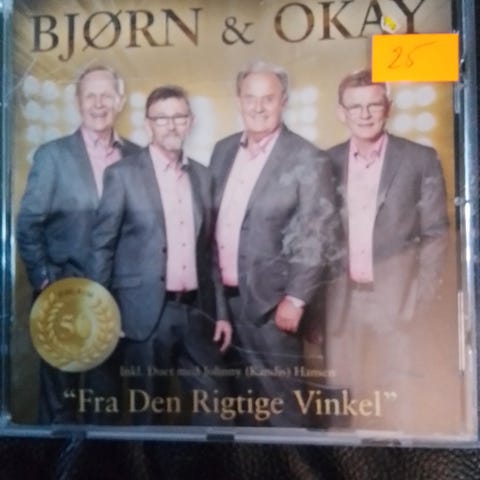 BJØRN & OKAY
25
50
Inkl. Duet med Johnny (Kandis) Hansen
"Fra Den Rigtige Vinkel"